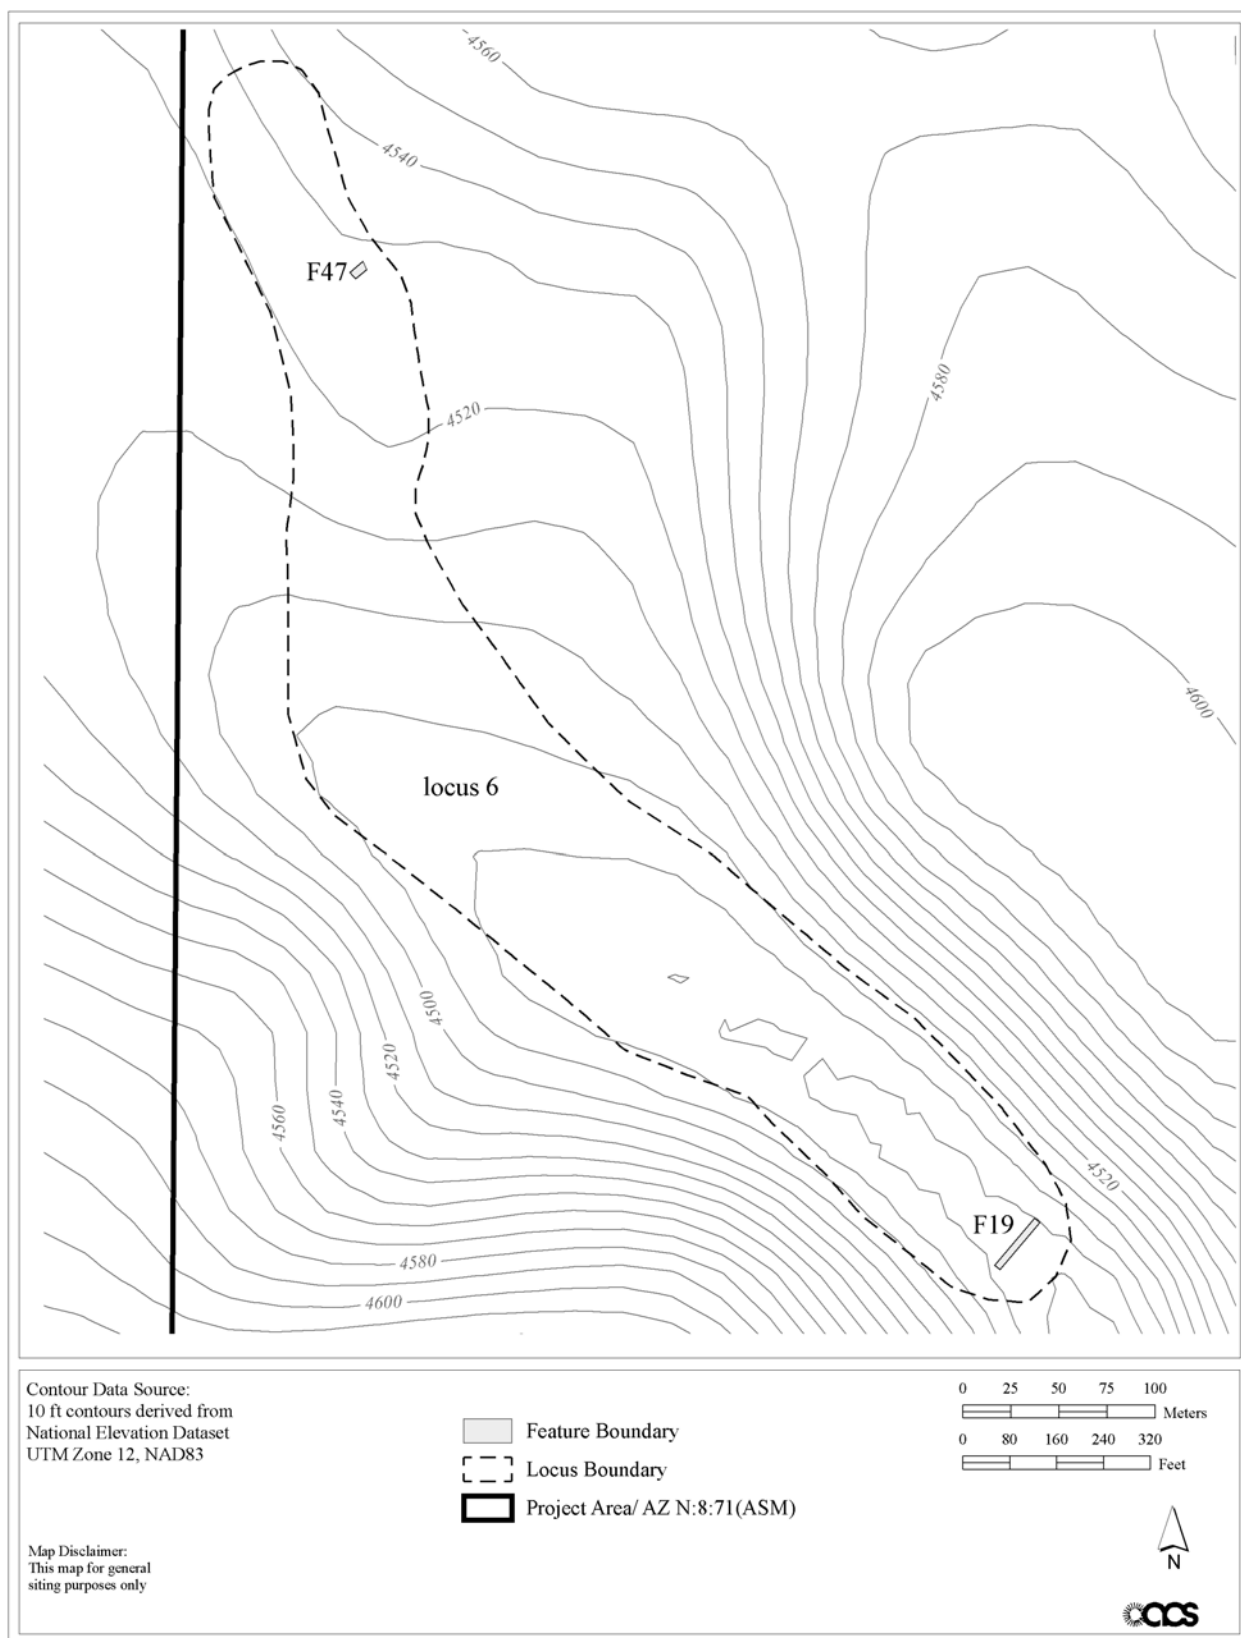 4560
4540
F47
4580
4520
4600
locus 6
4500
4520
4540
4560
4520
F19
4580
4600
Contour Data Source:
10 ft contours derived from
National Elevation Dataset
UTM Zone 12, NAD83
Map Disclaimer:
This map for general
siting purposes only
Feature Boundary
Locus Boundary
Project Area/ AZ N:8:71(ASM)
0 25 50 75 100
Meters
0 80 160 240 320
Feet
N
acs